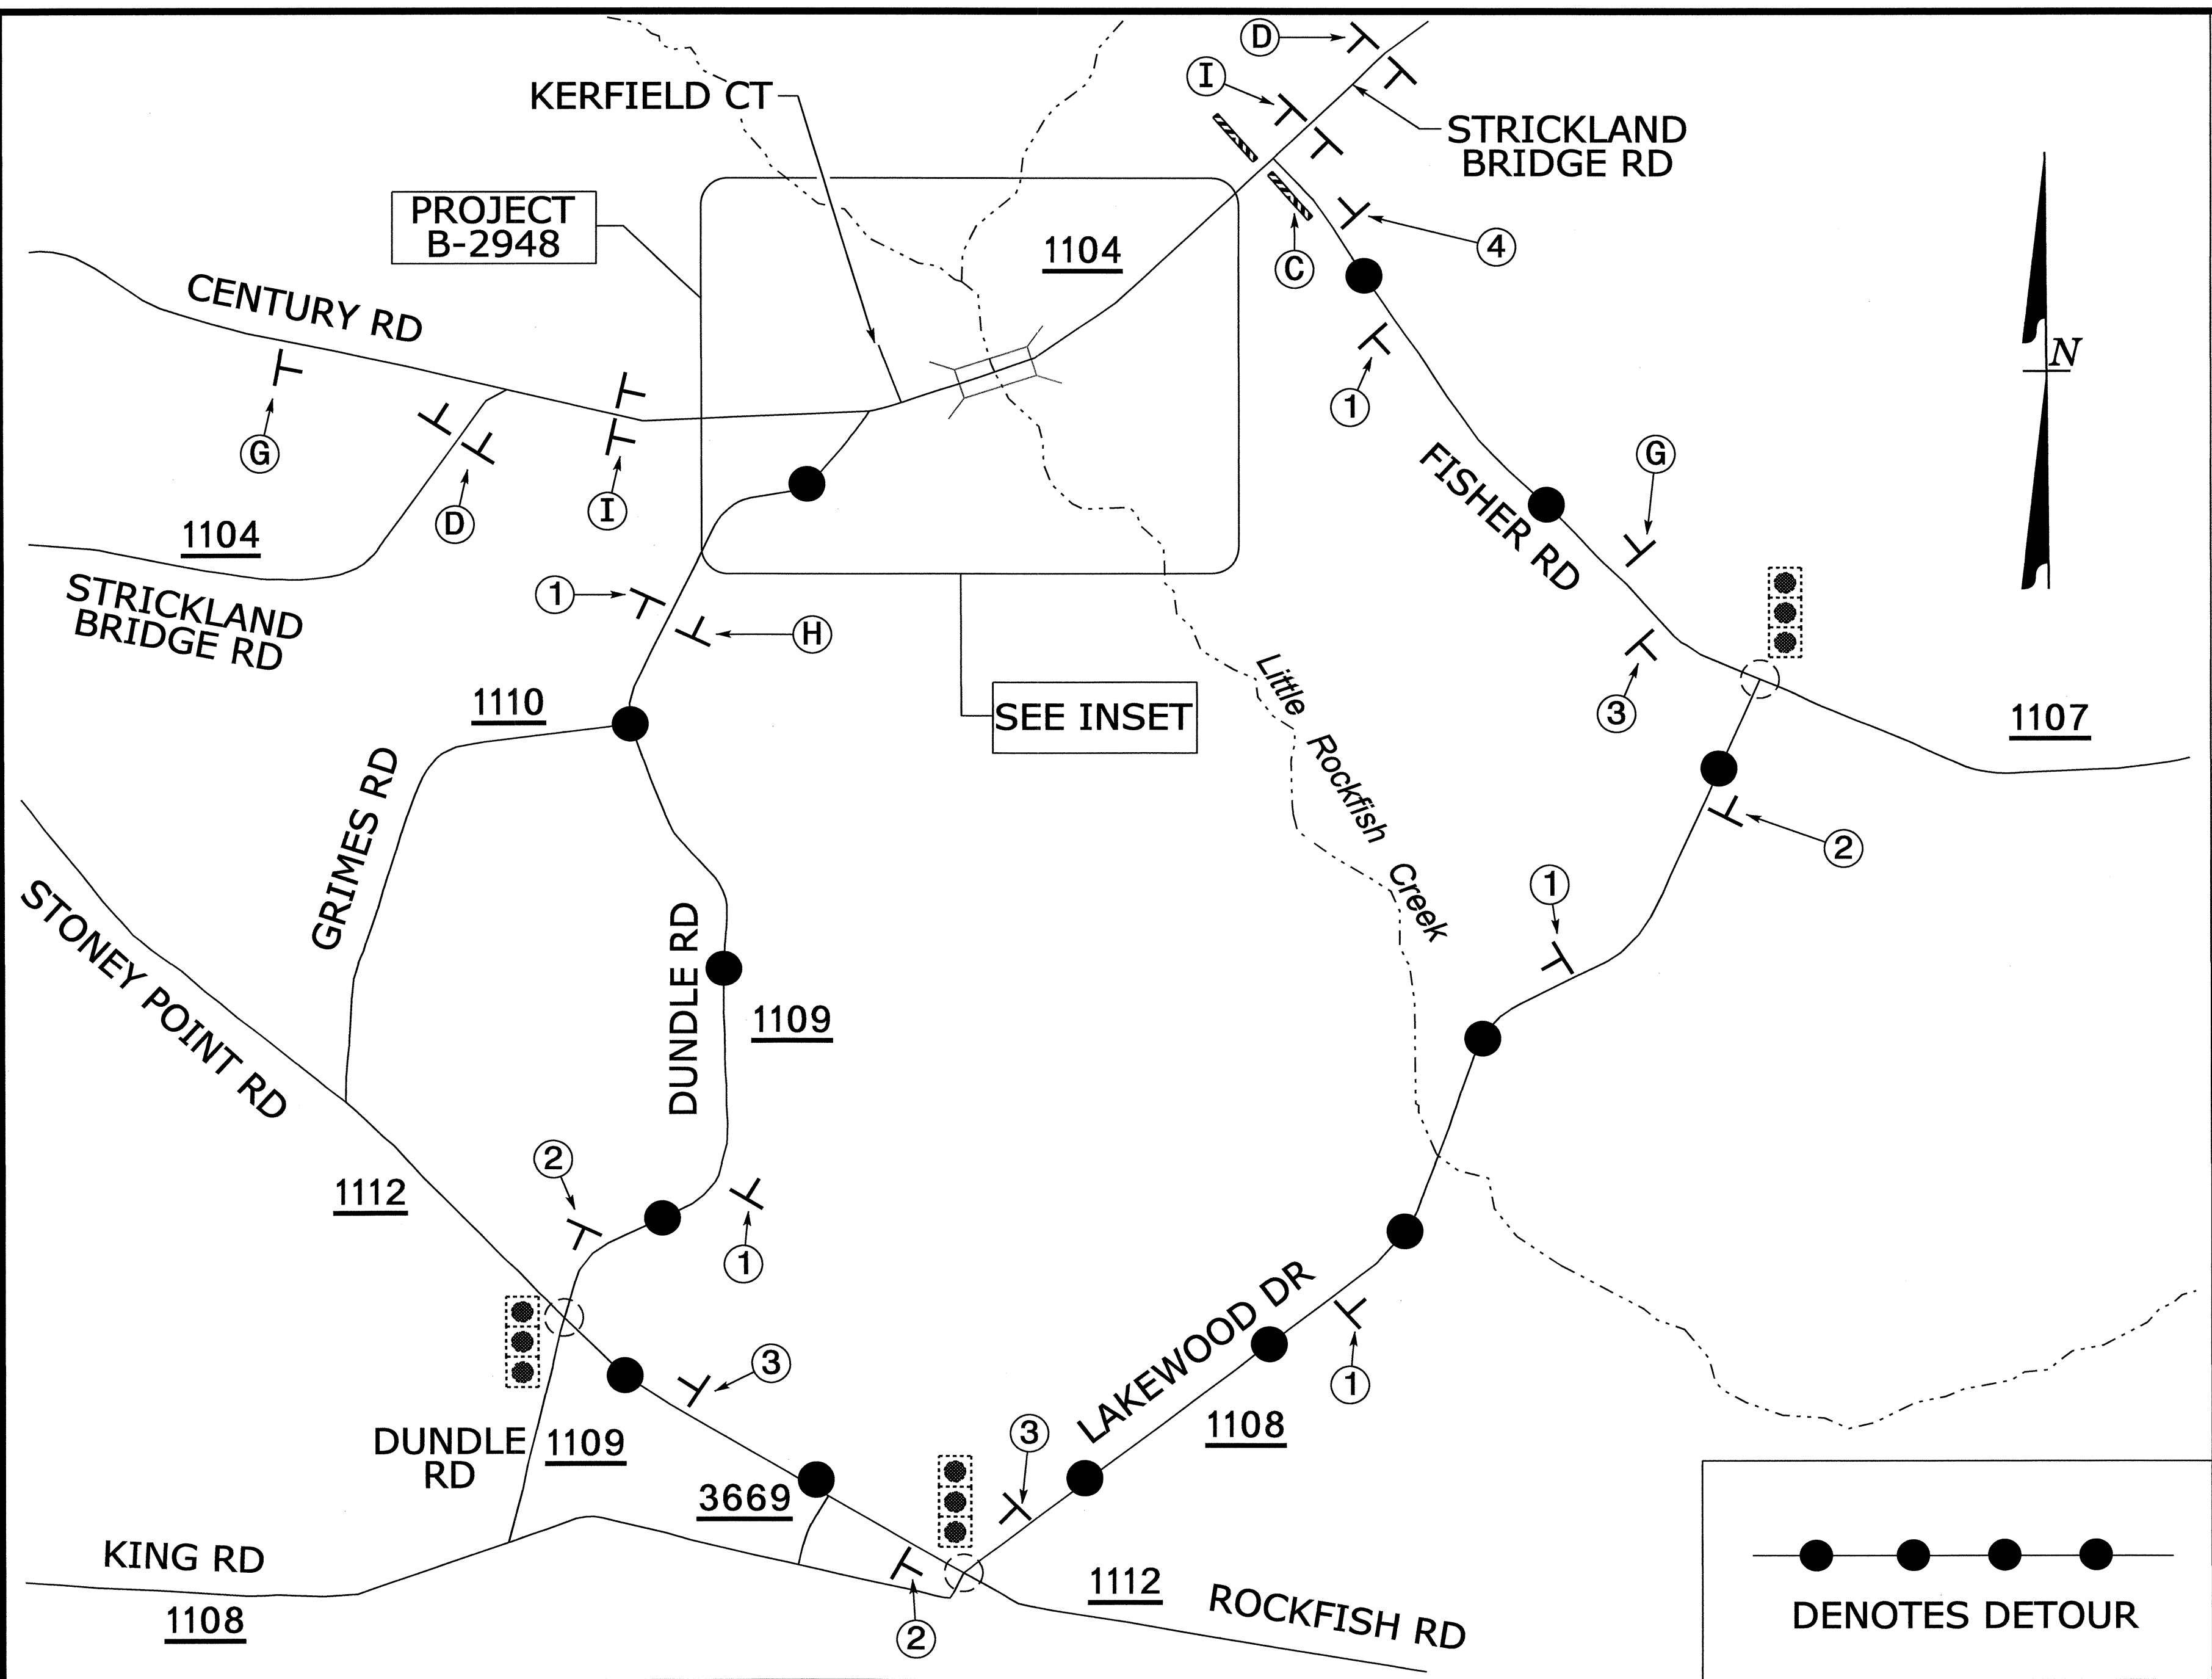 D
I
KERFIELD CT
STRICKLAND
BRIDGE RD
PROJECT
B-2948
1104
4
C
CENTURY RD
N
1
G
G
FISHER RD
D
I
1104
STRICKLAND
BRIDGE RD
1
H
Little Rockfish Creek
1110
SEE INSET
3
1107
GRIMES RD
2
STONEY POINT RD
1
DUNDLE RD
1109
2
1112
1
LAKEWOOD DR
3
1
DUNDLE
RD
1109
3
1108
3669
KING RD
1108
2
1112
ROCKFISH RD
DENOTES DETOUR